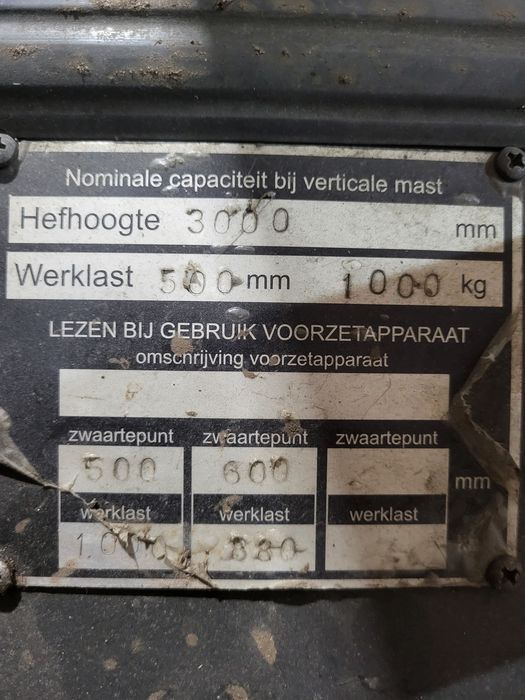 Nominale capaciteit bij verticale mast
Hefhoogte 3000 mm
Werklast 500 mm 1000 kg
LEZEN BIJ GEBRUIK VOORZETAPPARAAT
omschrijving voorzetapparaat
zwaartepunt zwaartepunt zwaartepunt
500 600 mm
werklast werklast werklast
880